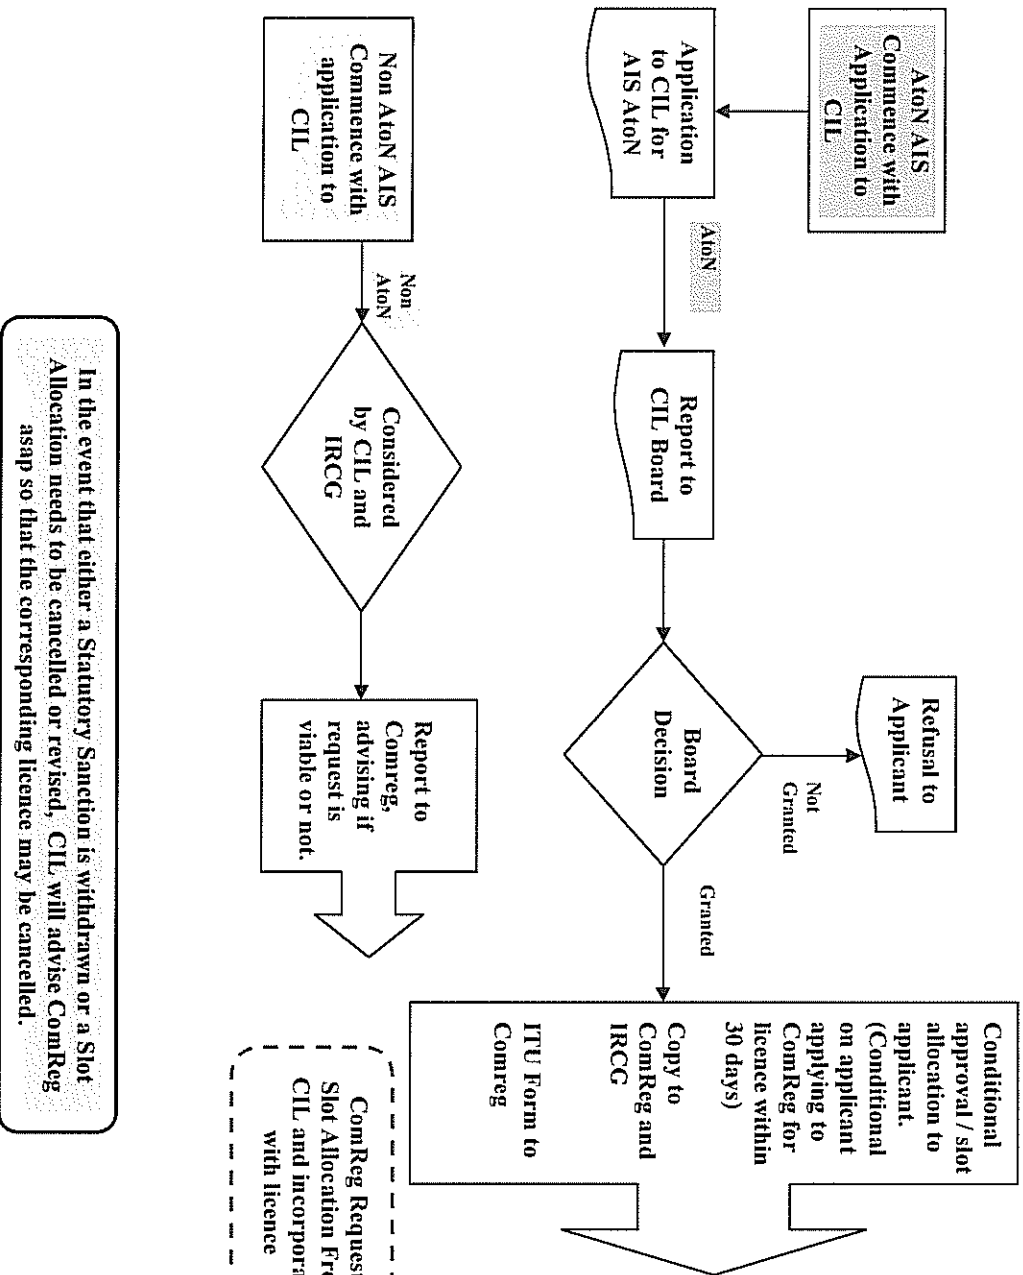 AtoN AIS
Commence with
Application to
CIL
Application
to CIL for
AIS AtoN
AtoN
Report to
CIL Board
Board
Decision
Not
Granted
Refusal to
Applicant
Granted
Conditional
approval / slot
allocation to
applicant.
(Conditional
on applicant
applying to
ComReg for
licence within
30 days)
Copy to
ComReg and
IRCG
ITU Form to
Comreg
Non AtoN AIS
Commence with
application to
CIL
Non
AtoN
Considered
by CIL and
IRCG
Report to
Comreg,
advising if
request is
viable or not.
ComReg Request
Slot Allocation Fro
CIL and incorpora
with licence
In the event that either a Statutory Sanction is withdrawn or a Slot
Allocation needs to be cancelled or revised, CIL will advise ComReg
asap so that the corresponding licence may be cancelled.